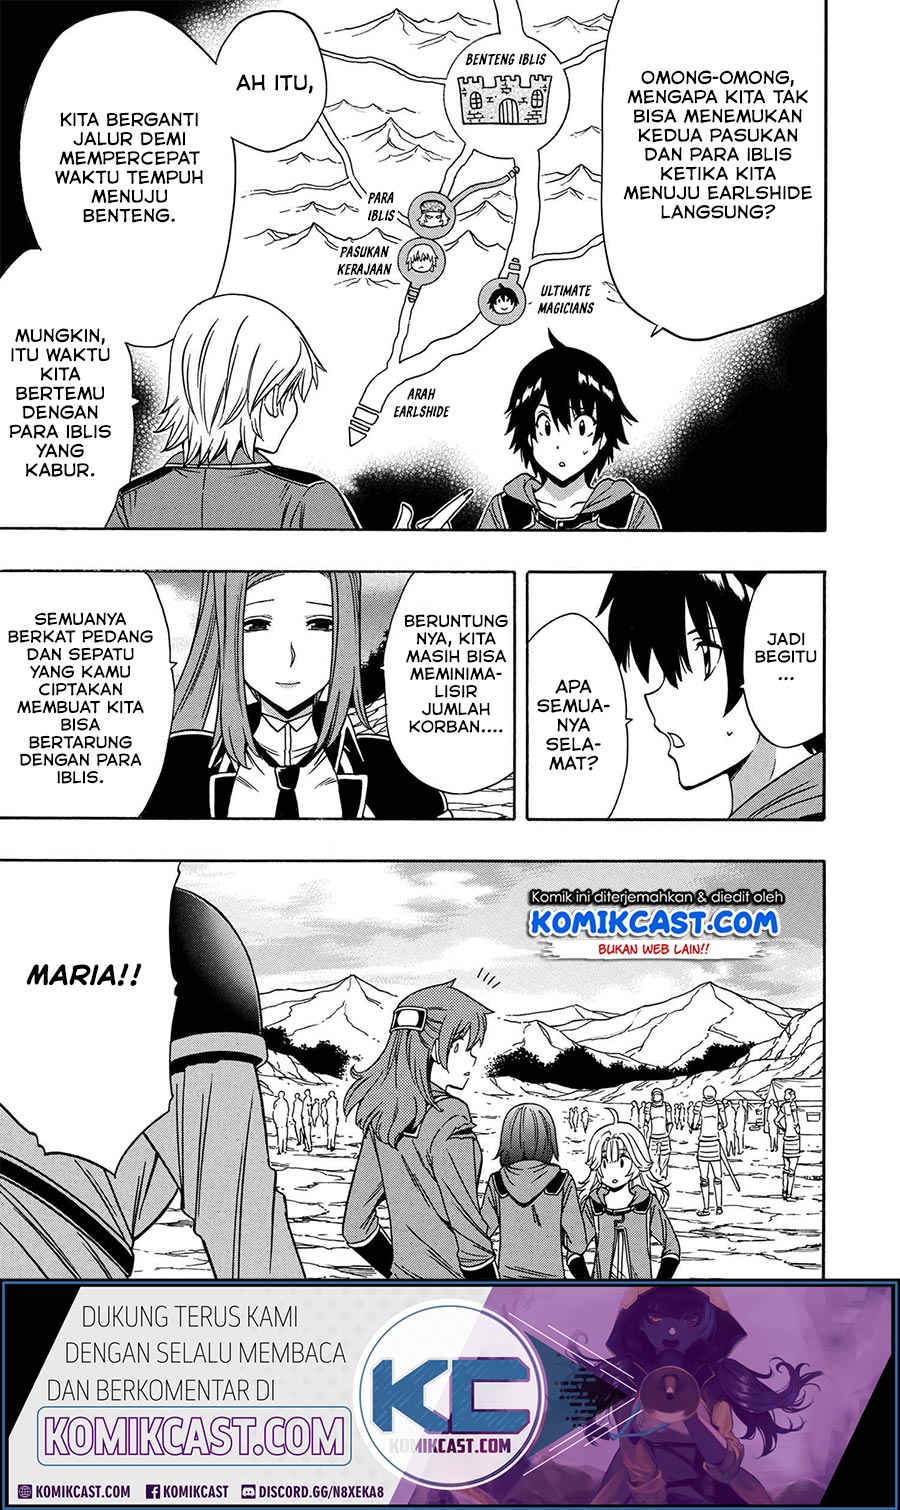 OMONG-OMONG,
MENGAPA KITA TAK
BISA MENEMUKAN
KEDUA PASUKAN
DAN PARA IBLIS
KETIKA KITA
MENUJU EARLSHIDE
LANGSUNG?
BENTENG IBLIS
PARA
IBLIS
PASUKAN
KERAJAAN
ULTIMATE
MAGICIANS
ARAH
EARLSHIDE
AH ITU,
KITA BERGANTI
JALUR DEMI
MEMPERCEPAT
WAKTU TEMPUH
MENUJU
BENTENG.
MUNGKIN,
ITU WAKTU
KITA
BERTEMU
DENGAN
PARA IBLIS
YANG
KABUR.
JADI
BEGITU
...
APA
SEMUA-
NYA
SELA-
MAT?
BERUNTUNG
NYA, KITA
MASIH BISA
MEMINIMA-
LISIR
JUMLAH
KORBAN....
SEMUANYA
BERKAT PEDANG
DAN SEPATU
YANG KAMU
CIPTAKAN
MEMBUAT KITA
BISA
BERTARUNG
DENGAN PARA
IBLIS.
Komik ini diterjemahkan & diedit oleh
KOMIKCAST.COM
BUKAN WEB LAIN!!
MARIA!!
DUKUNG TERUS KAMI
DENGAN SELALU MEMBACA
DAN BERKOMENTAR DI
KOMIKCAST.COM
KC
KOMIKCAST.COM
KOMIKCAST.COM KOMIKCAST DISCORD.GG/N8XEKA8